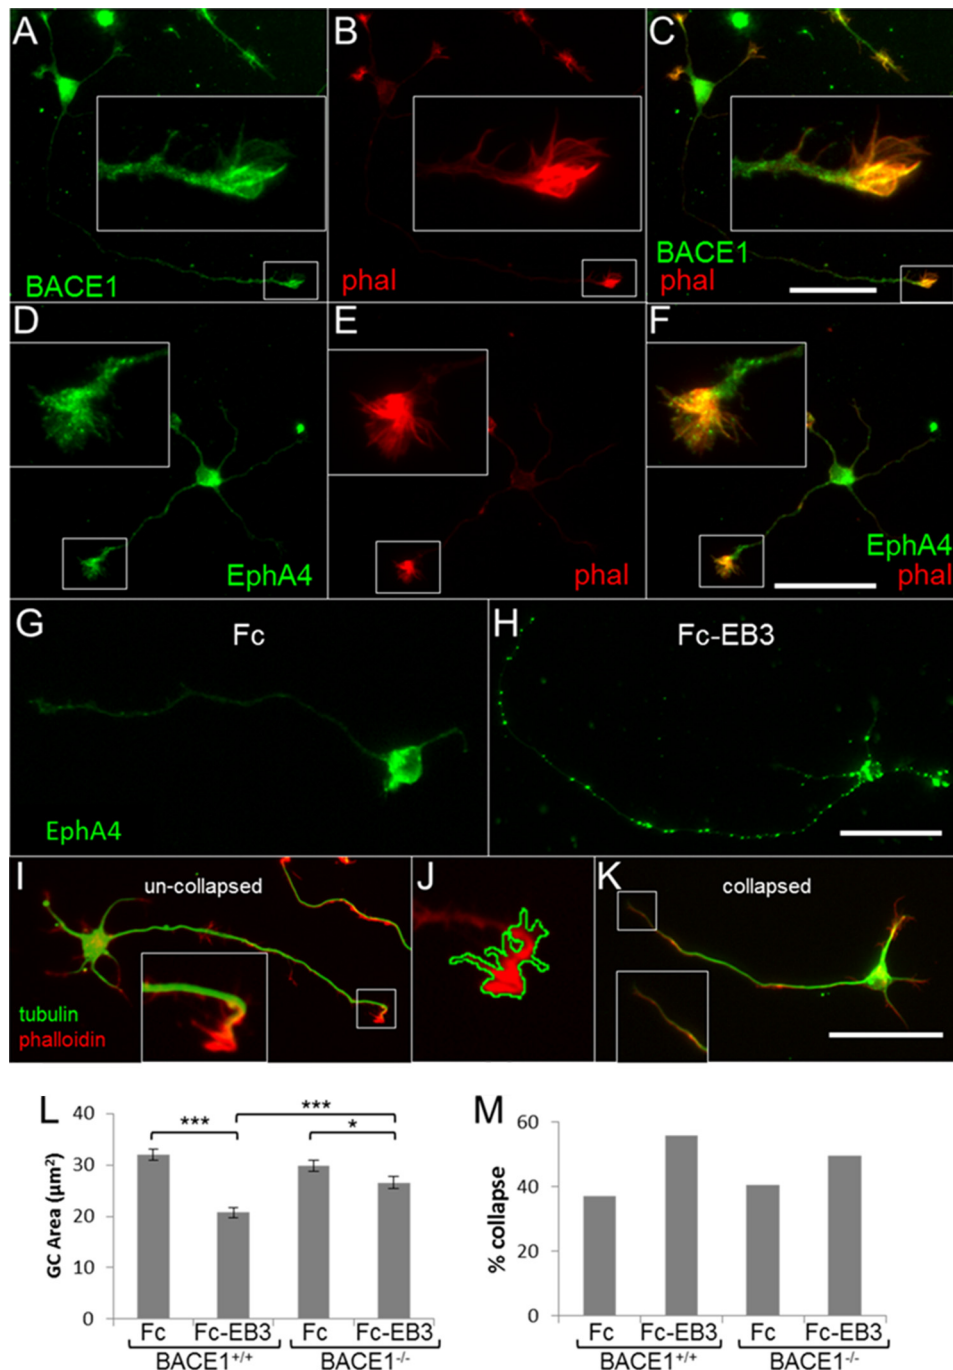 A
B
C
BACE1
phal
BACE1
phal
D
E
F
EphA4
phal
EphA4
phal
G
Fc
H
Fc-EB3
EphA4
I
un-collapsed
J
K
collapsed
tubulin
phalloidin
L
40
30
20
10
0
GC Area (µm²)
***
***
*
Fc
Fc-EB3
Fc
Fc-EB3
BACE1+/+
BACE1-/-
M
60
40
20
0
% collapse
Fc
Fc-EB3
Fc
Fc-EB3
BACE1+/+
BACE1-/-